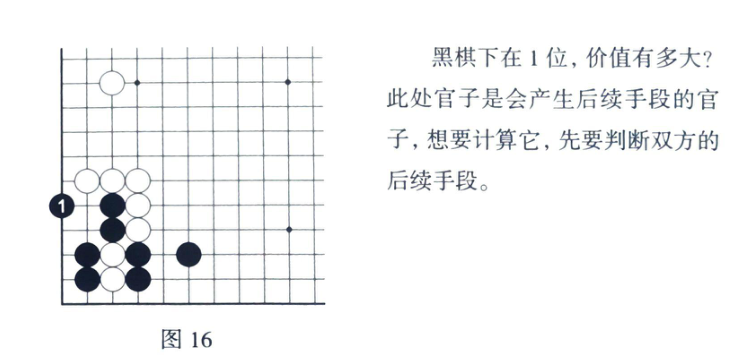 黑棋下在 1 位，价值有多大?
此处官子是会产生后续手段的官
子，想要计算它，先要判断双方的
后续手段。
1
图 16